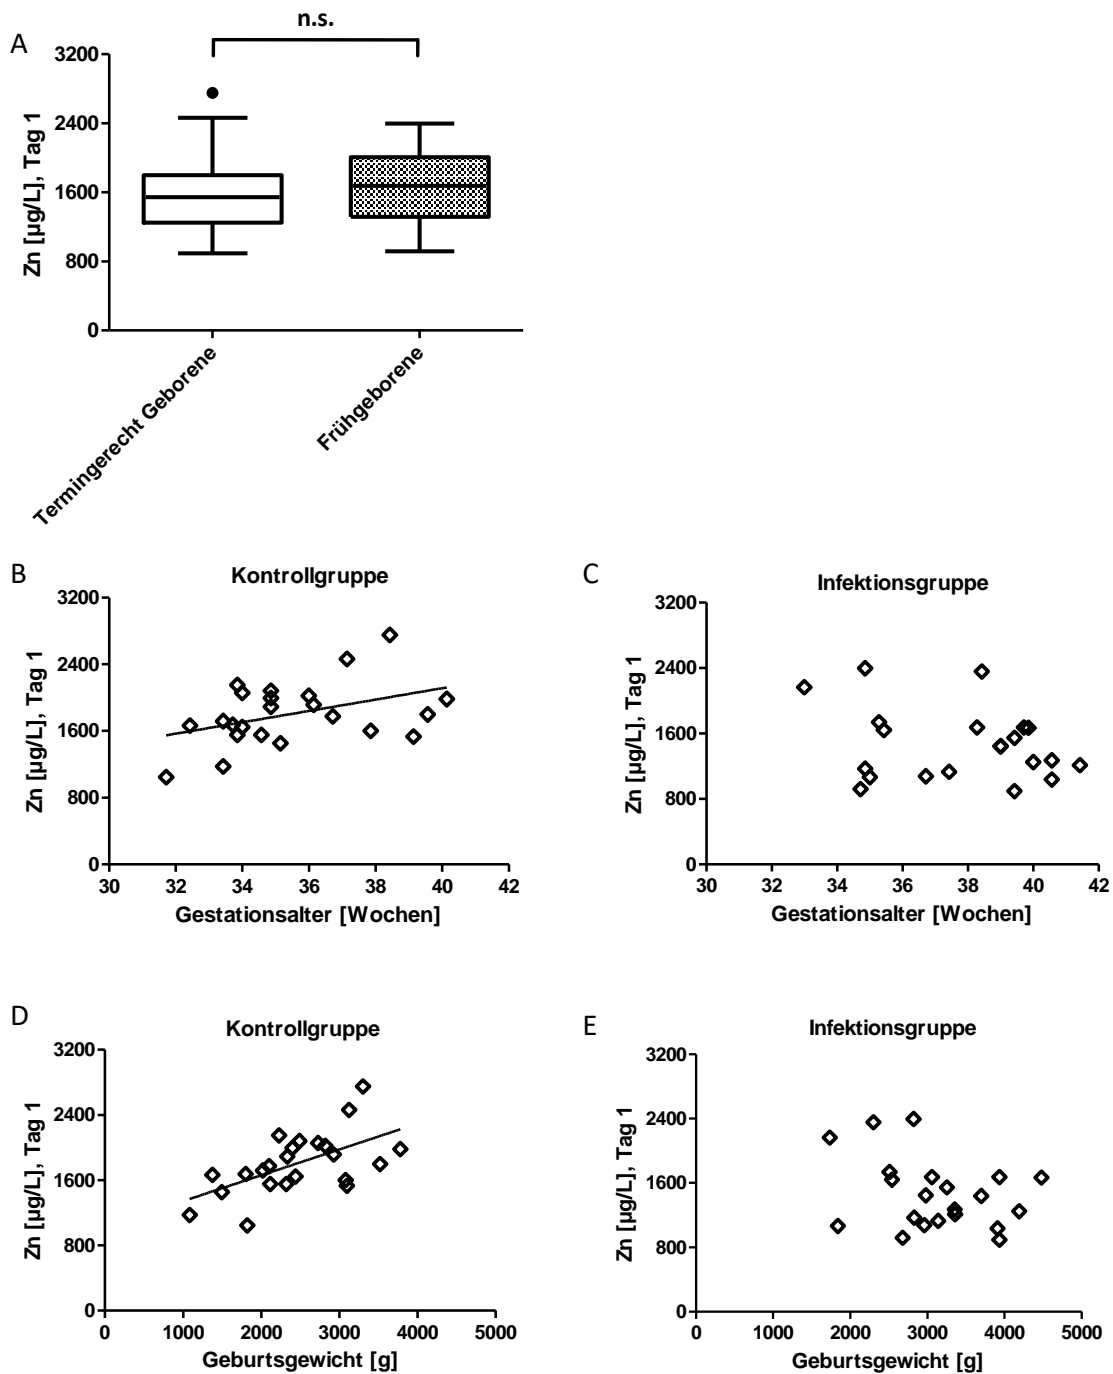 A
n.s.
3200
2400
1600
800
0
Zn [µg/L], Tag 1
Termingerecht Geborene
Frühgeborene
B
Kontrollgruppe
3200
2400
1600
800
0
Zn [µg/L], Tag 1
30 32 34 36 38 40 42
Gestationsalter [Wochen]
C
Infektionsgruppe
3200
2400
1600
800
0
Zn [µg/L], Tag 1
30 32 34 36 38 40 42
Gestationsalter [Wochen]
D
Kontrollgruppe
3200
2400
1600
800
0
Zn [µg/L], Tag 1
0 1000 2000 3000 4000 5000
Geburtsgewicht [g]
E
Infektionsgruppe
3200
2400
1600
800
0
Zn [µg/L], Tag 1
0 1000 2000 3000 4000 5000
Geburtsgewicht [g]